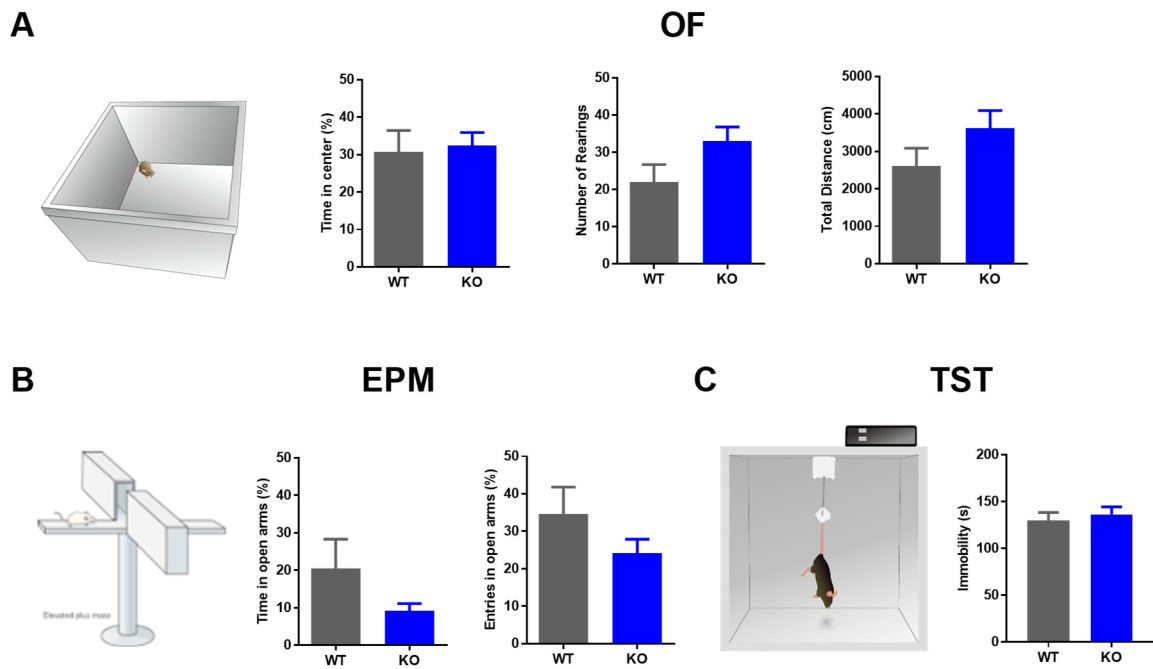 A
OF
Time in center (%)
50
40
30
20
10
0
WT
KO
Number of Rearings
50
40
30
20
10
0
WT
KO
Total Distance (cm)
5000
4000
3000
2000
1000
0
WT
KO
B
EPM
Elevated plus maze
Time in open arms (%)
50
40
30
20
10
0
WT
KO
Entries in open arms (%)
50
40
30
20
10
0
WT
KO
C
TST
Immobility (s)
200
150
100
50
0
WT
KO